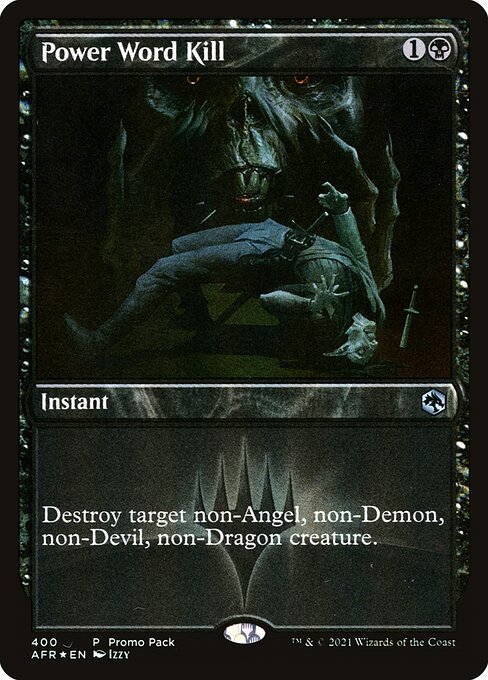 Power Word Kill 1
Instant
Destroy target non-Angel, non-Demon,
non-Devil, non-Dragon creature.
400 P Promo Pack ™ & © 2021 Wizards of the Coast
AFR★EN Izzy